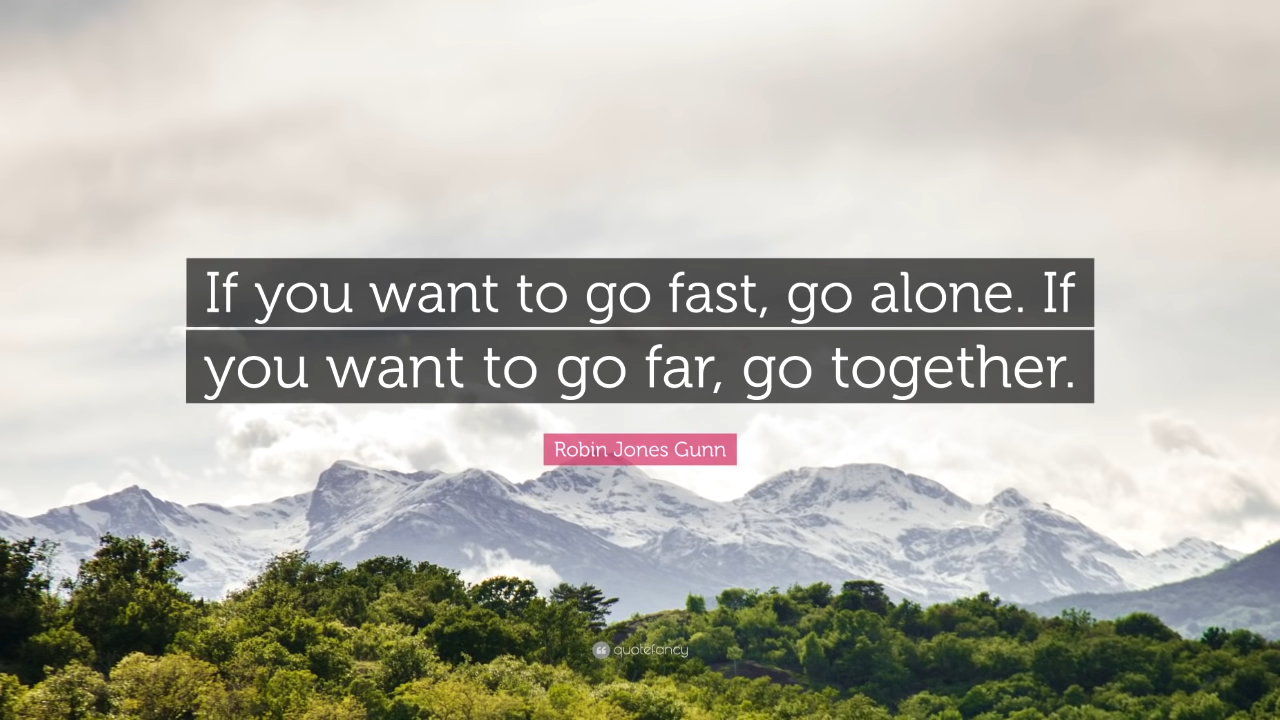 If you want to go fast, go alone. If
you want to go far, go together.
Robin Jones Gunn
quotefancy